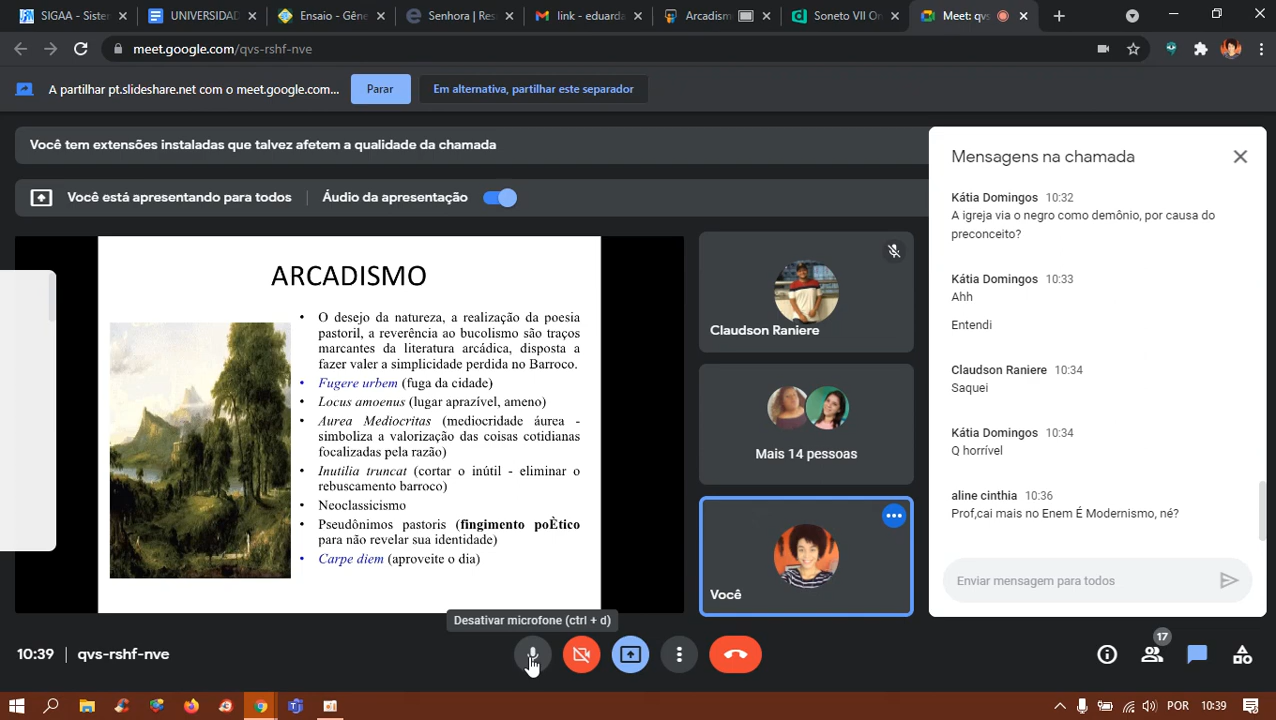 SIGAA - Sister
UNIVERSIDAD
Ensaio - Gêne
Senhora | Res
link - eduarda
Arcadism
Soneto VII On
Meet: qvs
meet.google.com/qvs-rshf-nve
A partilhar pt.slideshare.net com o meet.google.com...
Parar
Em alternativa, partilhar este separador
Você tem extensões instaladas que talvez afetem a qualidade da chamada
Você está apresentando para todos
Áudio da apresentação
ARCADISMO
• O desejo da natureza, a realização da poesia
pastoril, a reverência ao bucolismo são traços
marcantes da literatura arcádica, disposta a
fazer valer a simplicidade perdida no Barroco.
• Fugere urbem (fuga da cidade)
• Locus amoenus (lugar aprazível, ameno)
• Aurea Mediocritas (mediocridade áurea -
simboliza a valorização das coisas cotidianas
focalizadas pela razão)
• Inutilia truncat (cortar o inútil - eliminar o
rebuscamento barroco)
• Neoclassicismo
• Pseudônimos pastoris (fingimento poÈtico
para não revelar sua identidade)
• Carpe diem (aproveite o dia)
Claudson Raniere
Mais 14 pessoas
Você
Mensagens na chamada
Kátia Domingos 10:32
A igreja via o negro como demônio, por causa do
preconceito?
Kátia Domingos 10:33
Ahh
Entendi
Claudson Raniere 10:34
Saquei
Kátia Domingos 10:34
Q horrível
aline cinthia 10:36
Prof,cai mais no Enem É Modernismo, né?
Enviar mensagem para todos
Desativar microfone (ctrl + d)
10:39 | qvs-rshf-nve
17
POR
10:39